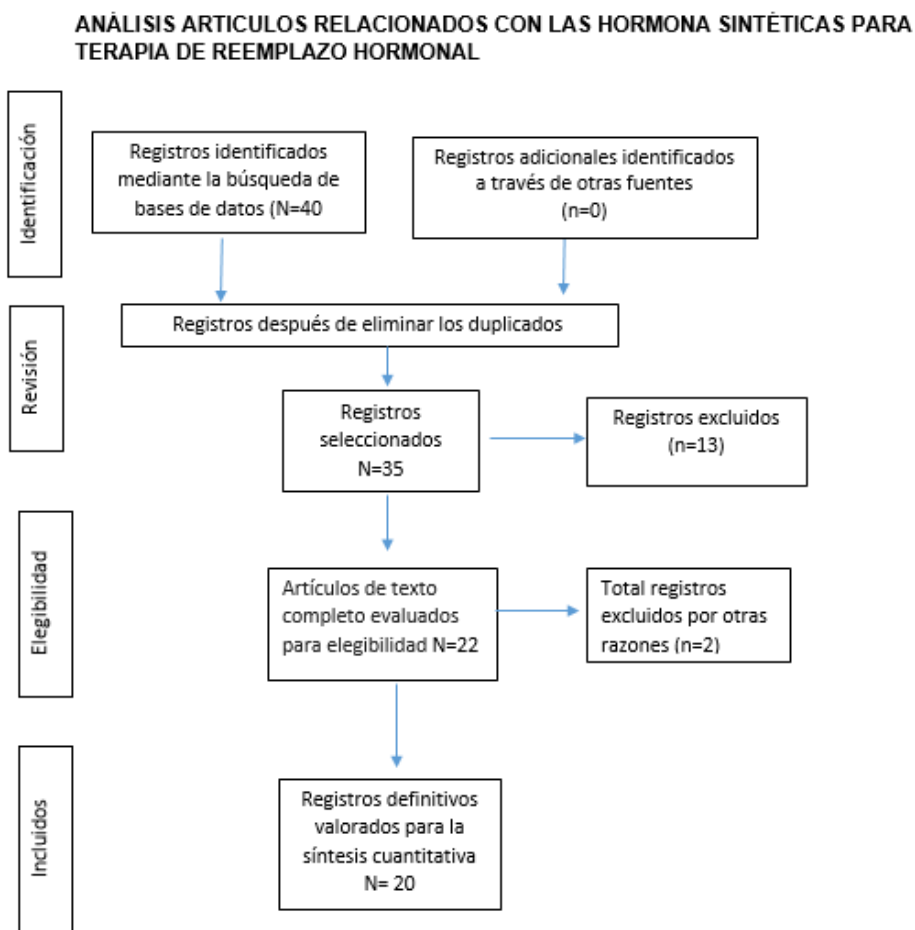 ANÁLISIS ARTICULOS RELACIONADOS CON LAS HORMONA SINTÉTICAS PARA
TERAPIA DE REEMPLAZO HORMONAL
Identificación
Registros identificados
mediante la búsqueda de
bases de datos (N=40
Registros adicionales identificados
a través de otras fuentes
(n=0)
Revisión
Registros después de eliminar los duplicados
Registros
seleccionados
N=35
Registros excluidos
(n=13)
Elegibilidad
Artículos de texto
completo evaluados
para elegibilidad N=22
Total registros
excluidos por otras
razones (n=2)
Incluidos
Registros definitivos
valorados para la
síntesis cuantitativa
N= 20